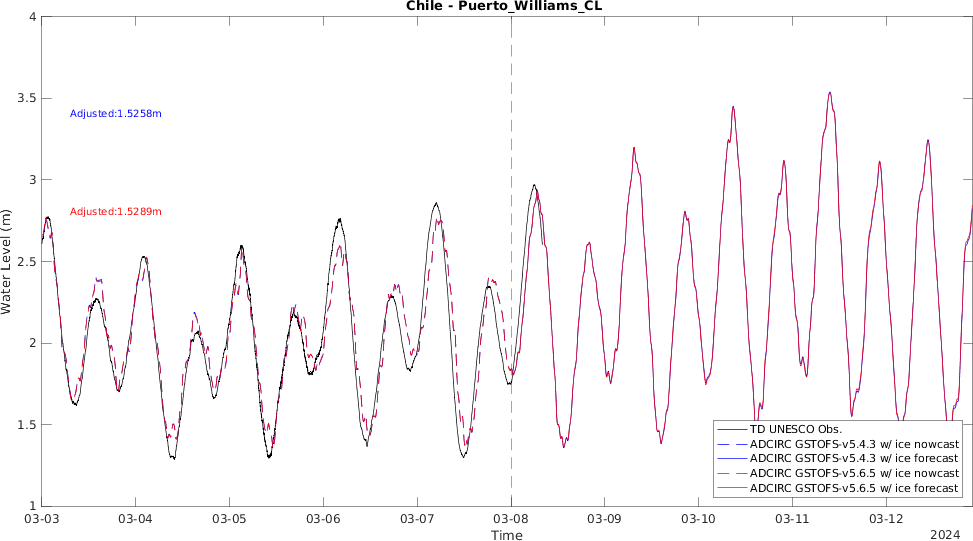 Chile - Puerto_Williams_CL
4
3.5
3
2.5
2
1.5
1
Water Level (m)
Adjusted:1.5258m
Adjusted:1.5289m
TD UNESCO Obs.
ADCIRC GSTOFS-v5.4.3 w/ ice nowcast
ADCIRC GSTOFS-v5.4.3 w/ ice forecast
ADCIRC GSTOFS-v5.6.5 w/ ice nowcast
ADCIRC GSTOFS-v5.6.5 w/ ice forecast
03-03 03-04 03-05 03-06 03-07 03-08 03-09 03-10 03-11 03-12
Time
2024